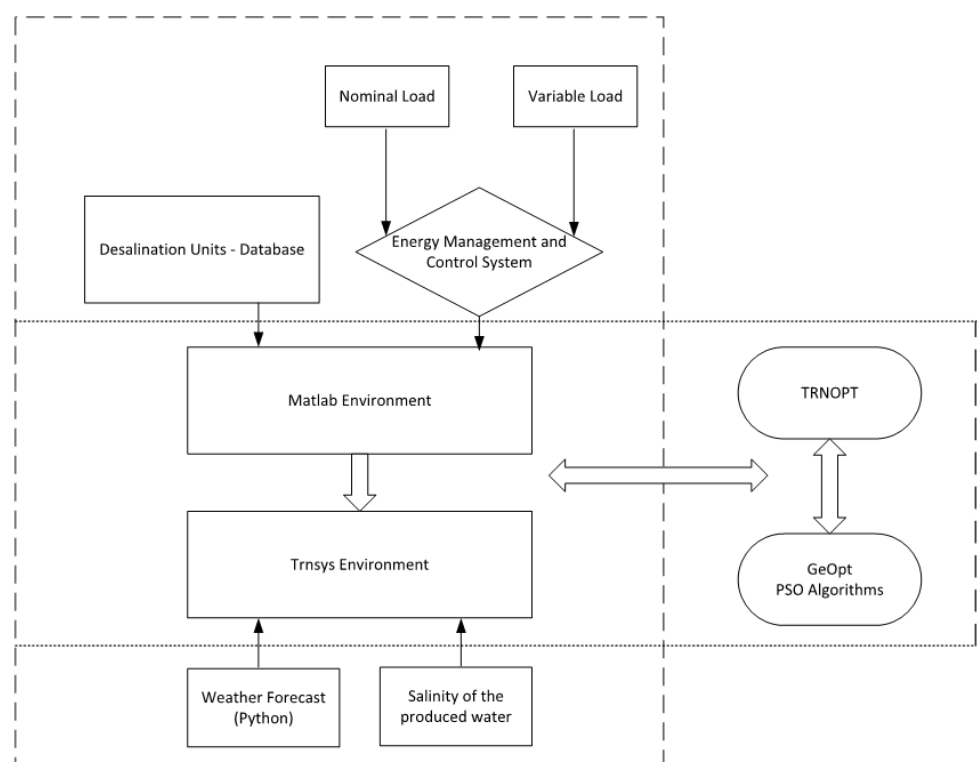 Nominal Load
Variable Load
Desalination Units - Database
Energy Management and
Control System
Matlab Environment
TRNOPT
Trnsys Environment
GeOpt
PSO Algorithms
Weather Forecast
(Python)
Salinity of the
produced water